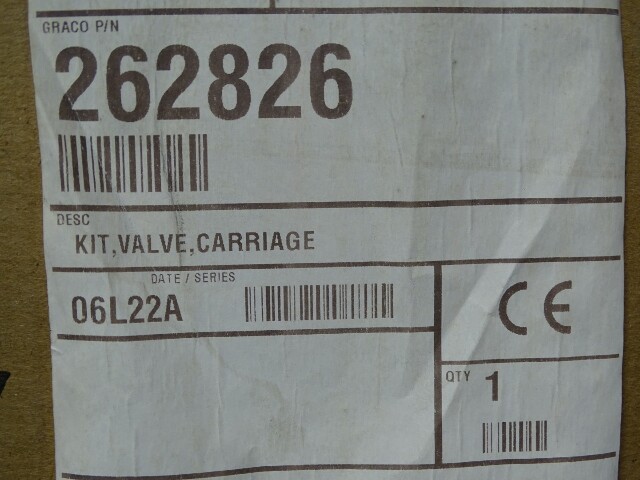 GRACO P/N
262826
DESC
KIT,VALVE,CARRIAGE
DATE / SERIES
06L22A
CE
QTY 1